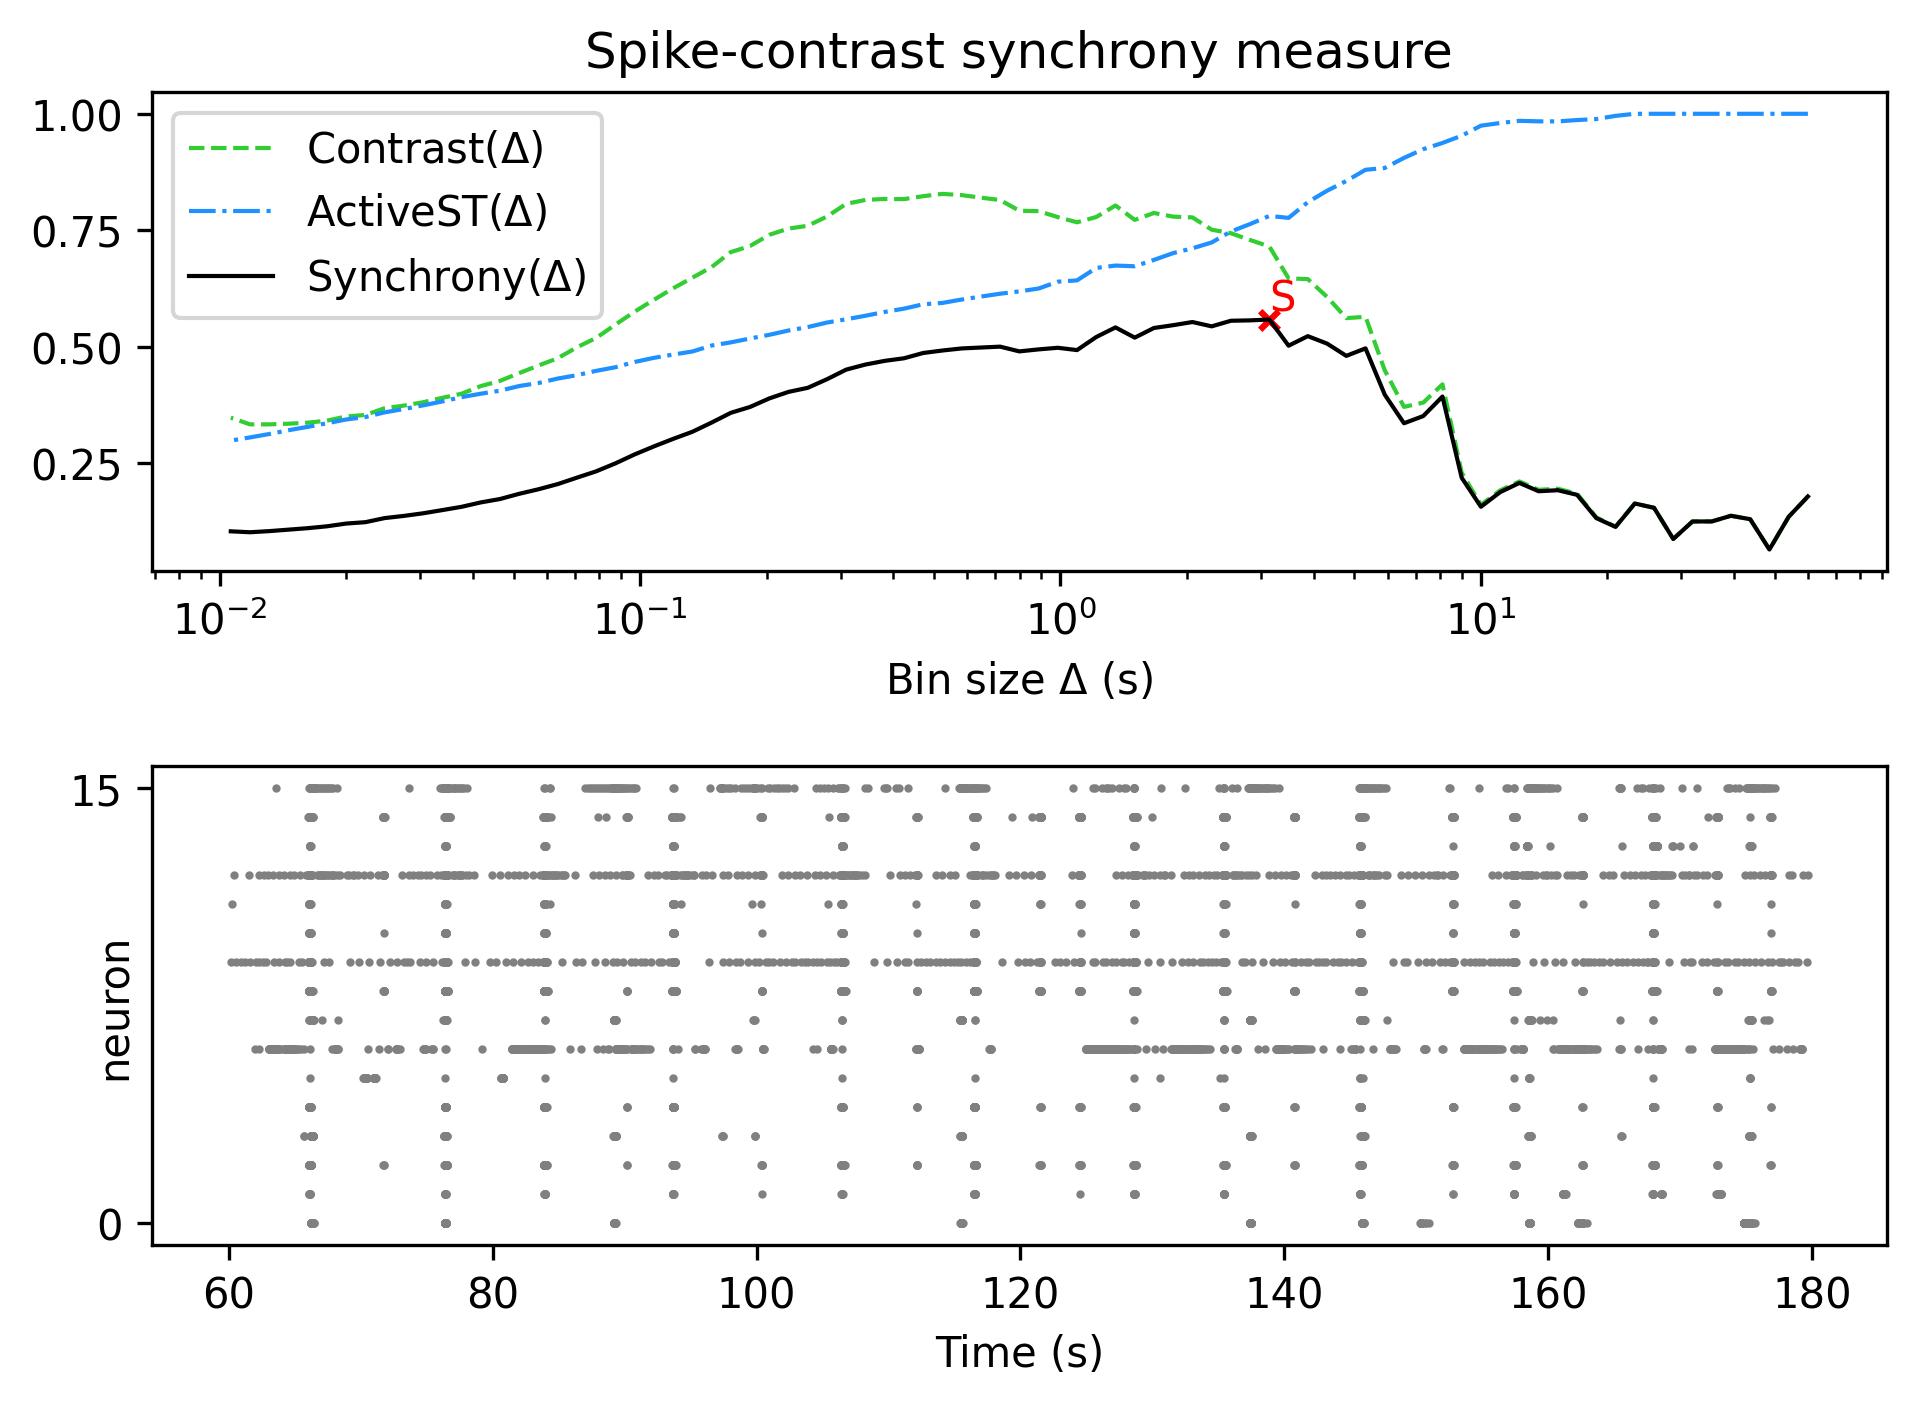 Spike-contrast synchrony measure
1.00
0.75
0.50
0.25
Contrast(Δ)
ActiveST(Δ)
Synchrony(Δ)
S
10⁻² 10⁻¹ 10⁰ 10¹
Bin size Δ (s)
15
0
neuron
60 80 100 120 140 160 180
Time (s)